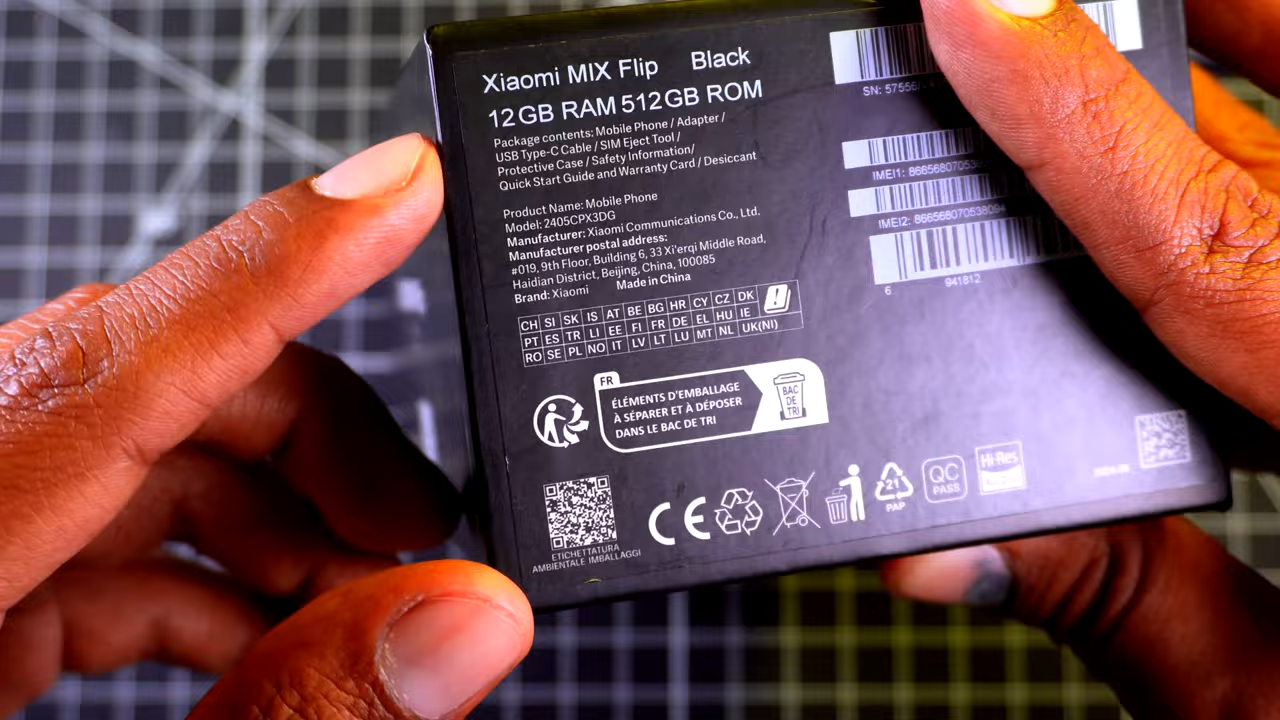 Xiaomi MIX Flip Black
12GB RAM 512GB ROM
Package contents: Mobile Phone / Adapter /
USB Type-C Cable / SIM Eject Tool /
Protective Case / Safety Information/
Quick Start Guide and Warranty Card / Desiccant
Product Name: Mobile Phone
Model: 2405CPX3DG
Manufacturer: Xiaomi Communications Co., Ltd.
Manufacturer postal address:
#019, 9th Floor, Building 6, 33 Xi'erqi Middle Road,
Haidian District, Beijing, China, 100085
Brand: Xiaomi Made in China
CH SI SK IS AT BE BG HR CY CZ DK
PT ES TR LI EE FI FR DE EL HU IE
RO SE PL NO IT LV LT LU MT NL UK(NI)
FR
ÉLÉMENTS D'EMBALLAGE
À SÉPARER ET À DÉPOSER
DANS LE BAC DE TRI
BAC
DE
TRI
ETICHETTATURA
AMBIENTALE IMBALLAGGI
CE
21
PAP
QC
PASS
Hi-Res
AUDIO
SN: 57556/
IMEI1: 86656807053
IMEI2: 866568070538094
6 941812